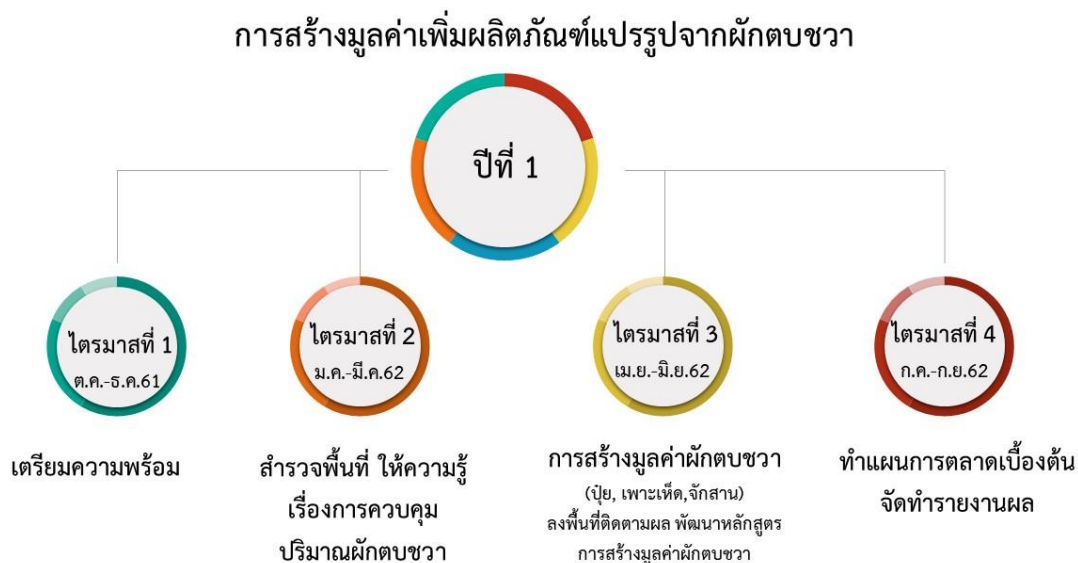 การสร้างมูลค่าเพิ่มผลิตภัณฑ์แปรรูปจากผักตบชวา
ปีที่ 1
ไตรมาสที่ 1
ต.ค.-ธ.ค.61
เตรียมความพร้อม
ไตรมาสที่ 2
ม.ค.-มี.ค.62
สำรวจพื้นที่ ให้ความรู้
เรื่องการควบคุม
ปริมาณผักตบชวา
ไตรมาสที่ 3
เม.ย.-มิ.ย.62
การสร้างมูลค่าผักตบชวา
(ปุ๋ย, เพาะเห็ด,จักสาน)
ลงพื้นที่ติดตามผล พัฒนาหลักสูตร
การสร้างมูลค่าผักตบชวา
ไตรมาสที่ 4
ก.ค.-ก.ย.62
ทำแผนการตลาดเบื้องต้น
จัดทำรายงานผล